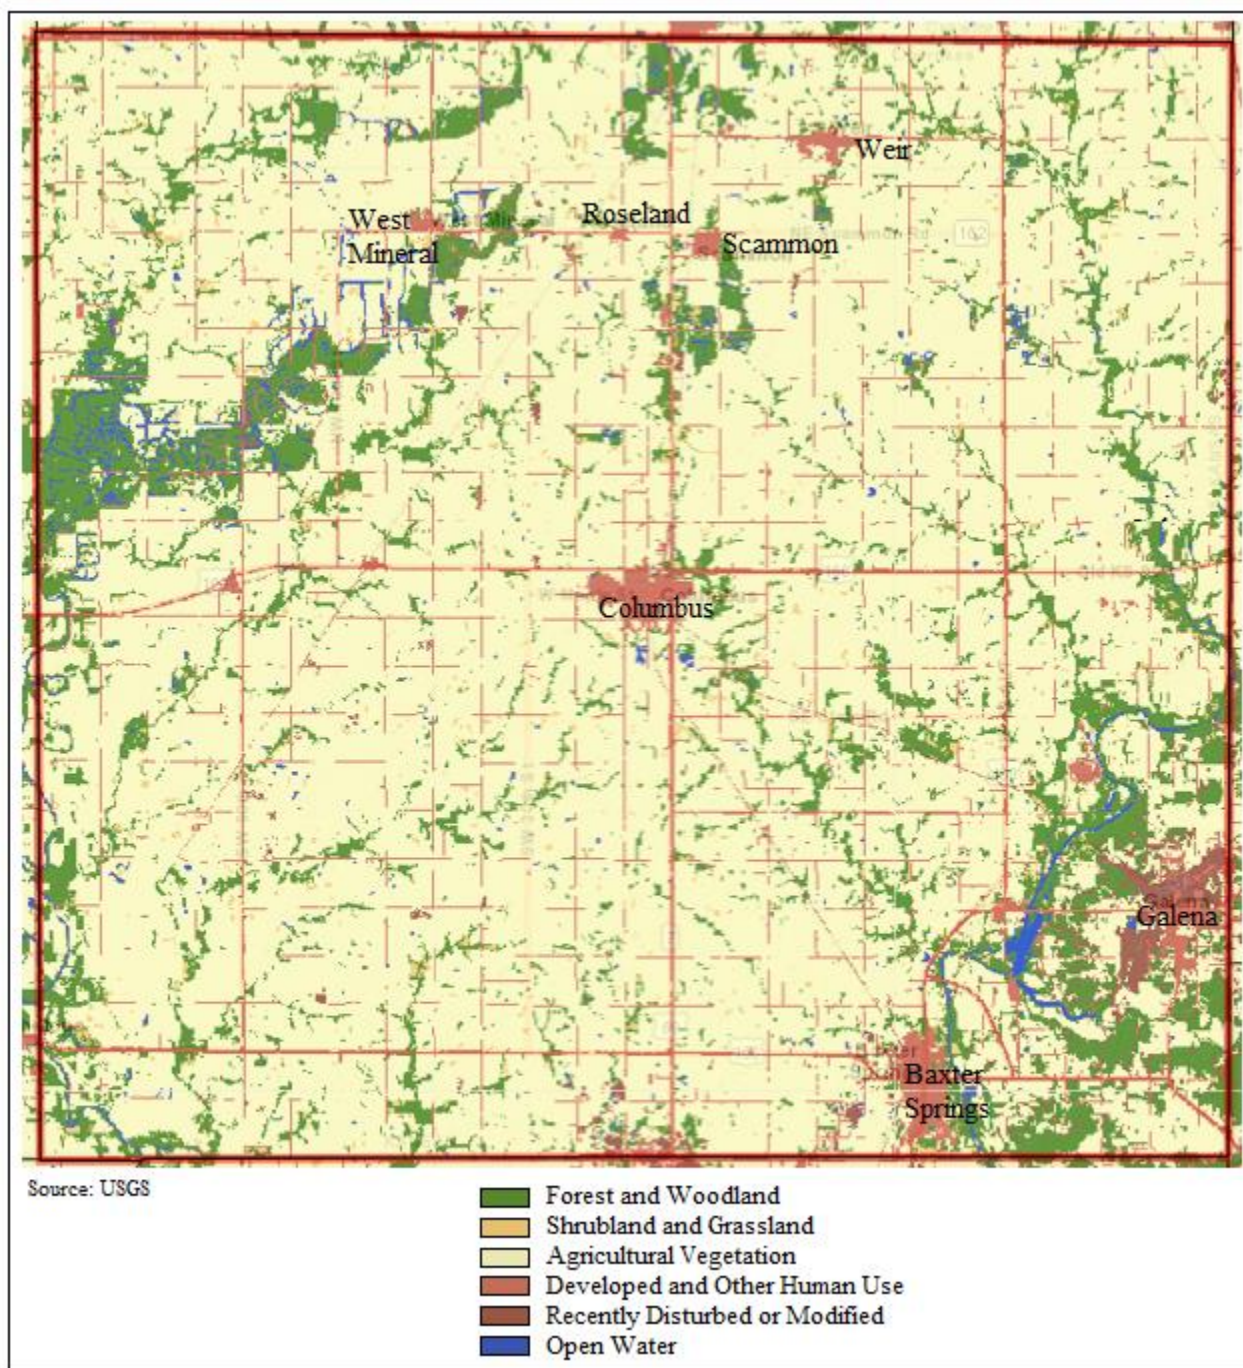 Weir
West
Mineral
Roseland
Scammon
162
Columbus
Galena
Baxter
Springs
Source: USGS
Forest and Woodland
Shrubland and Grassland
Agricultural Vegetation
Developed and Other Human Use
Recently Disturbed or Modified
Open Water